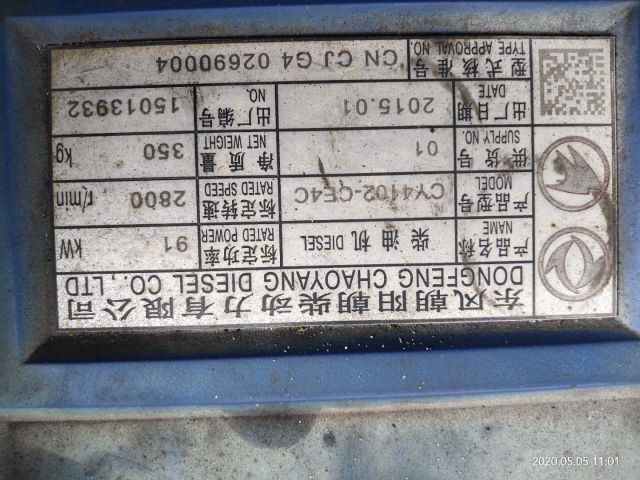 东风朝阳朝柴动力有限公司
DONGFENG CHAOYANG DIESEL CO., LTD
产品名称 NAME 柴油机 DIESEL 标定功率 RATED POWER 91 kW
产品型号 MODEL CY4102-CE4C 标定转速 RATED SPEED 2800 r/min
供货号 SUPPLY NO. 01 净质量 NET WEIGHT 350 kg
出厂日期 DATE 2015.01 出厂编号 NO. 15013932
型式核准号 TYPE APPROVAL NO. CN CJ G4 02690004
2020.05.05 11:01